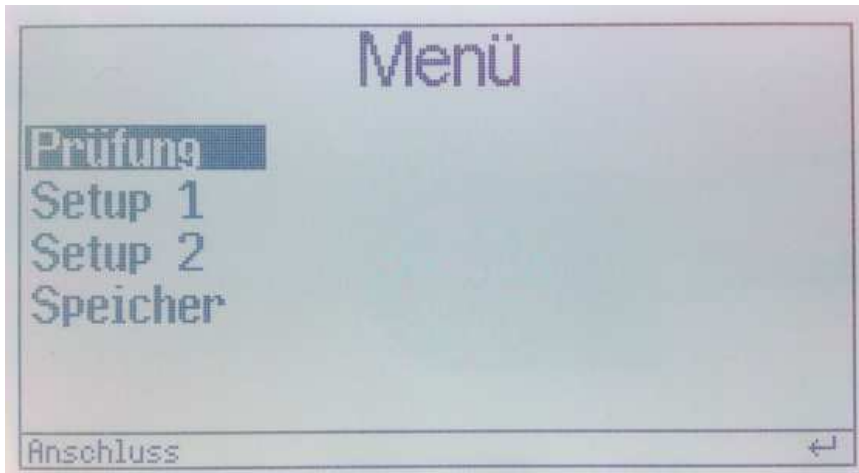 Menü
Prüfung
Setup 1
Setup 2
Speicher
Anschluss ↵